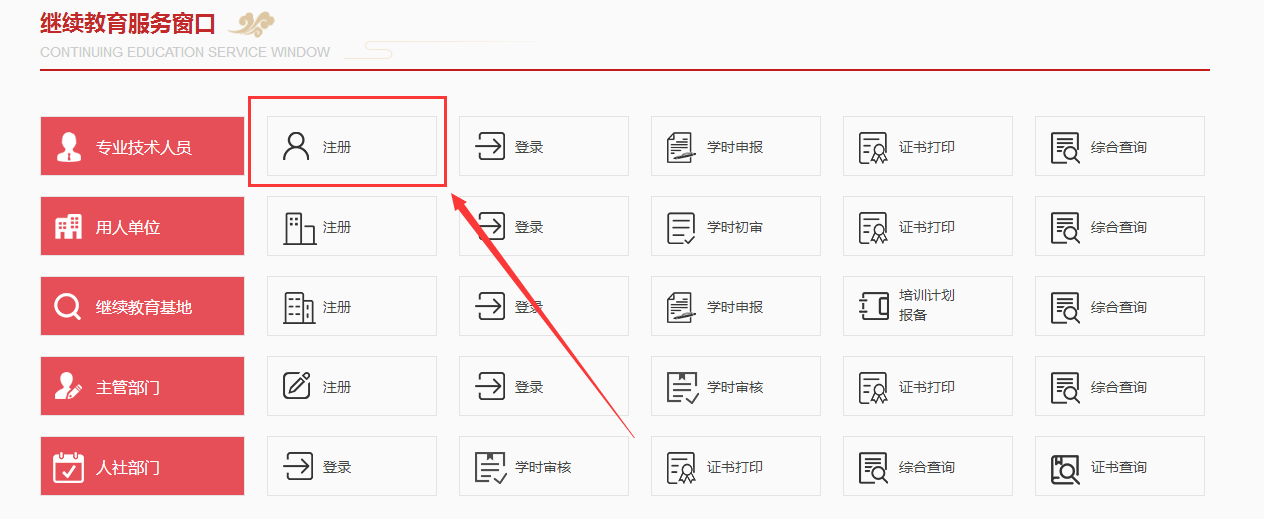 继续教育服务窗口
CONTINUING EDUCATION SERVICE WINDOW
专业技术人员 注册 登录 学时申报 证书打印 综合查询
用人单位 注册 登录 学时初审 证书打印 综合查询
继续教育基地 注册 登录 学时申报 培训计划 综合查询
报备
主管部门 注册 登录 学时审核 证书打印 综合查询
人社部门 登录 学时审核 证书打印 综合查询 证书查询